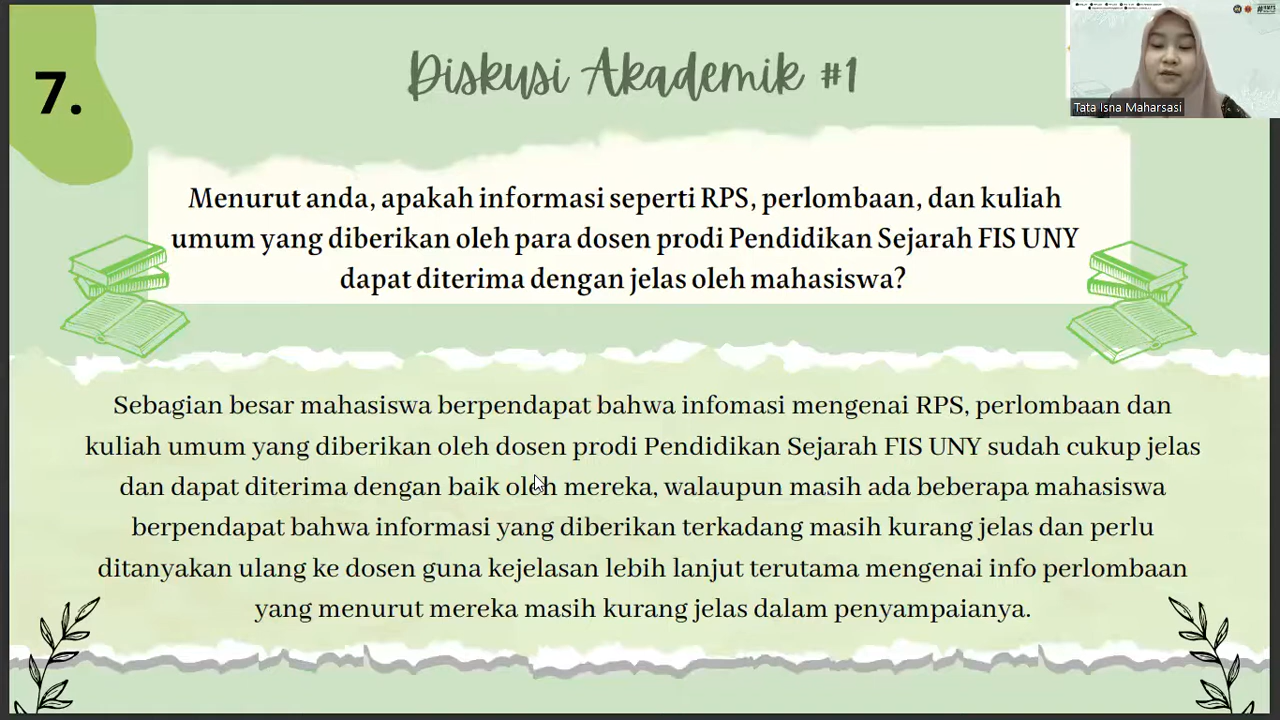 7.
Diskusi Akademik #1
Tata Isna Maharsasi
Menurut anda, apakah informasi seperti RPS, perlombaan, dan kuliah
umum yang diberikan oleh para dosen prodi Pendidikan Sejarah FIS UNY
dapat diterima dengan jelas oleh mahasiswa?
Sebagian besar mahasiswa berpendapat bahwa infomasi mengenai RPS, perlombaan dan
kuliah umum yang diberikan oleh dosen prodi Pendidikan Sejarah FIS UNY sudah cukup jelas
dan dapat diterima dengan baik oleh mereka, walaupun masih ada beberapa mahasiswa
berpendapat bahwa informasi yang diberikan terkadang masih kurang jelas dan perlu
ditanyakan ulang ke dosen guna kejelasan lebih lanjut terutama mengenai info perlombaan
yang menurut mereka masih kurang jelas dalam penyampaianya.